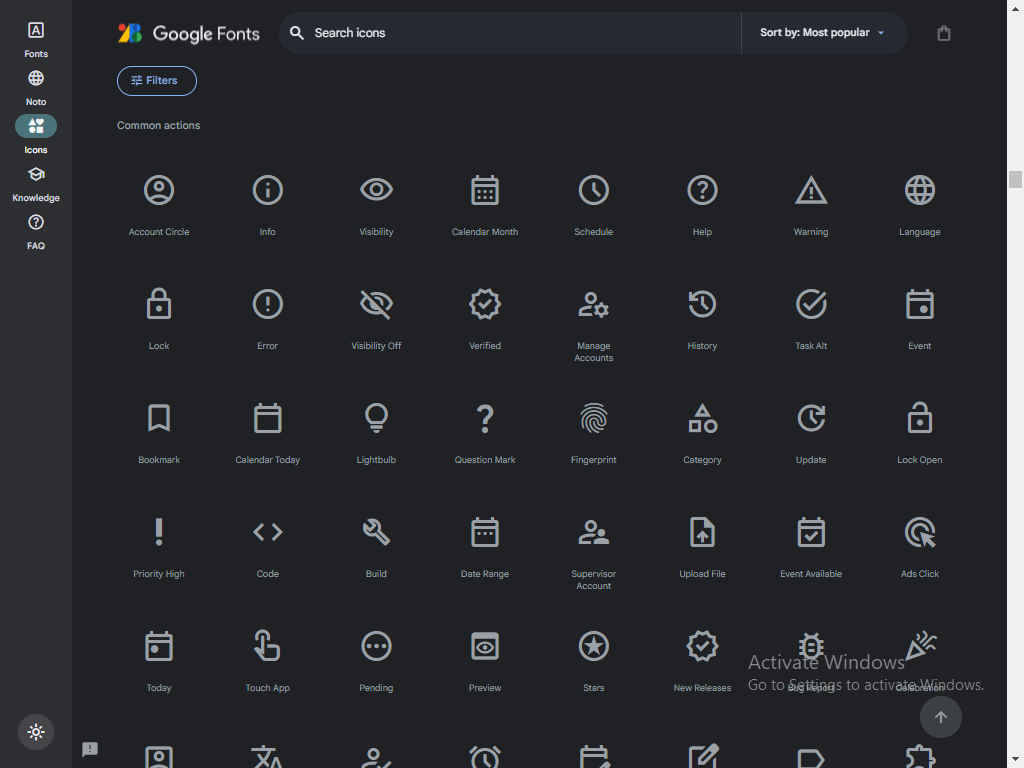 Google Fonts
Search icons
Sort by: Most popular
Fonts
Noto
Icons
Knowledge
FAQ
Filters
Common actions
Account Circle
Info
Visibility
Calendar Month
Schedule
Help
Warning
Language
Lock
Error
Visibility Off
Verified
Manage
Accounts
History
Task Alt
Event
Bookmark
Calendar Today
Lightbulb
Question Mark
Fingerprint
Category
Update
Lock Open
Priority High
Code
Build
Date Range
Supervisor
Account
Upload File
Event Available
Ads Click
Today
Touch App
Pending
Preview
Stars
New Releases
Bug Report
Celebration
Activate Windows
Go to Settings to activate Windows.